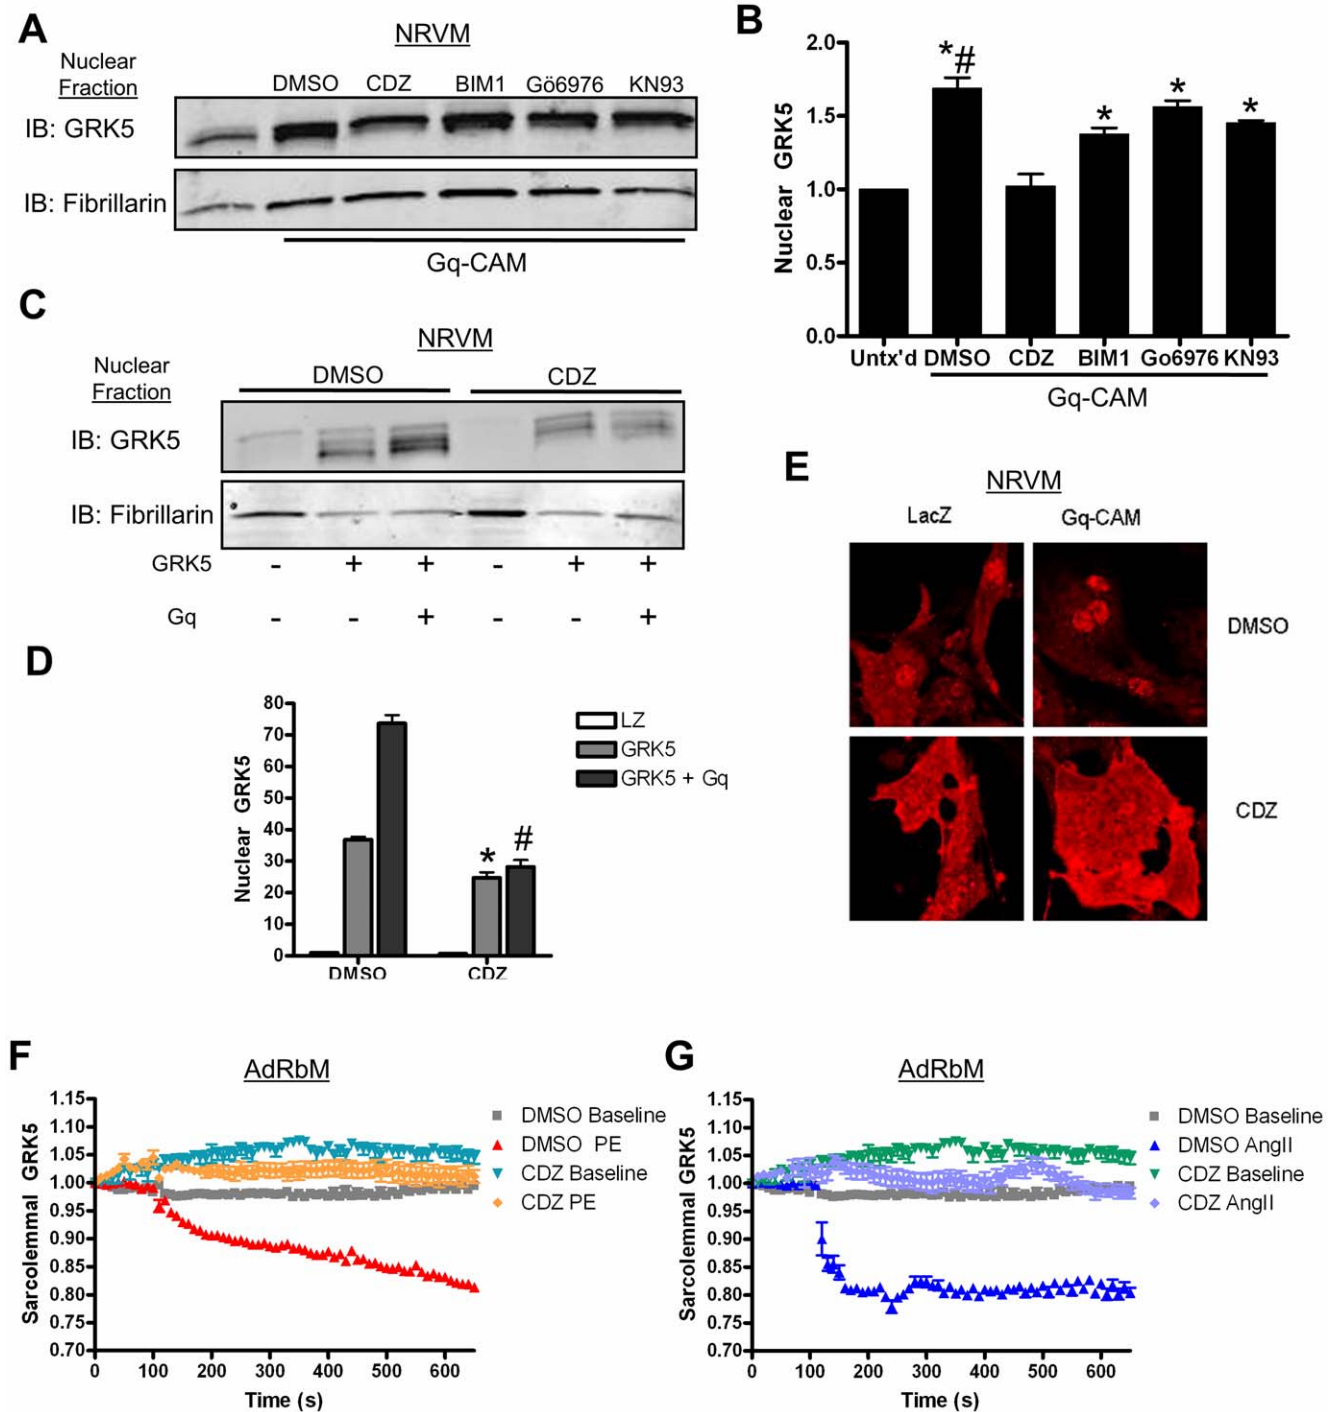 A
NRVM
Nuclear
Fraction
DMSO CDZ BIM1 Gö6976 KN93
IB: GRK5
IB: Fibrillarin
Gq-CAM
B
Nuclear GRK5
2.0
*# * * *
1.5
1.0
0.5
0.0
Untx'd DMSO CDZ BIM1 Go6976 KN93
Gq-CAM
C
NRVM
Nuclear
Fraction
DMSO CDZ
IB: GRK5
IB: Fibrillarin
GRK5 - + + - + +
Gq - - + - - +
D
Nuclear GRK5
80
70
60
50
40
30
20
10
0
* #
DMSO CDZ
LZ
GRK5
GRK5 + Gq
E
NRVM
LacZ Gq-CAM
DMSO
CDZ
F
AdRbM
Sarcolemmal GRK5
1.15
1.10
1.05
1.00
0.95
0.90
0.85
0.80
0.75
0.70
0 100 200 300 400 500 600
Time (s)
DMSO Baseline
DMSO PE
CDZ Baseline
CDZ PE
G
AdRbM
Sarcolemmal GRK5
1.15
1.10
1.05
1.00
0.95
0.90
0.85
0.80
0.75
0.70
0 100 200 300 400 500 600
Time (s)
DMSO Baseline
DMSO AngII
CDZ Baseline
CDZ AngII